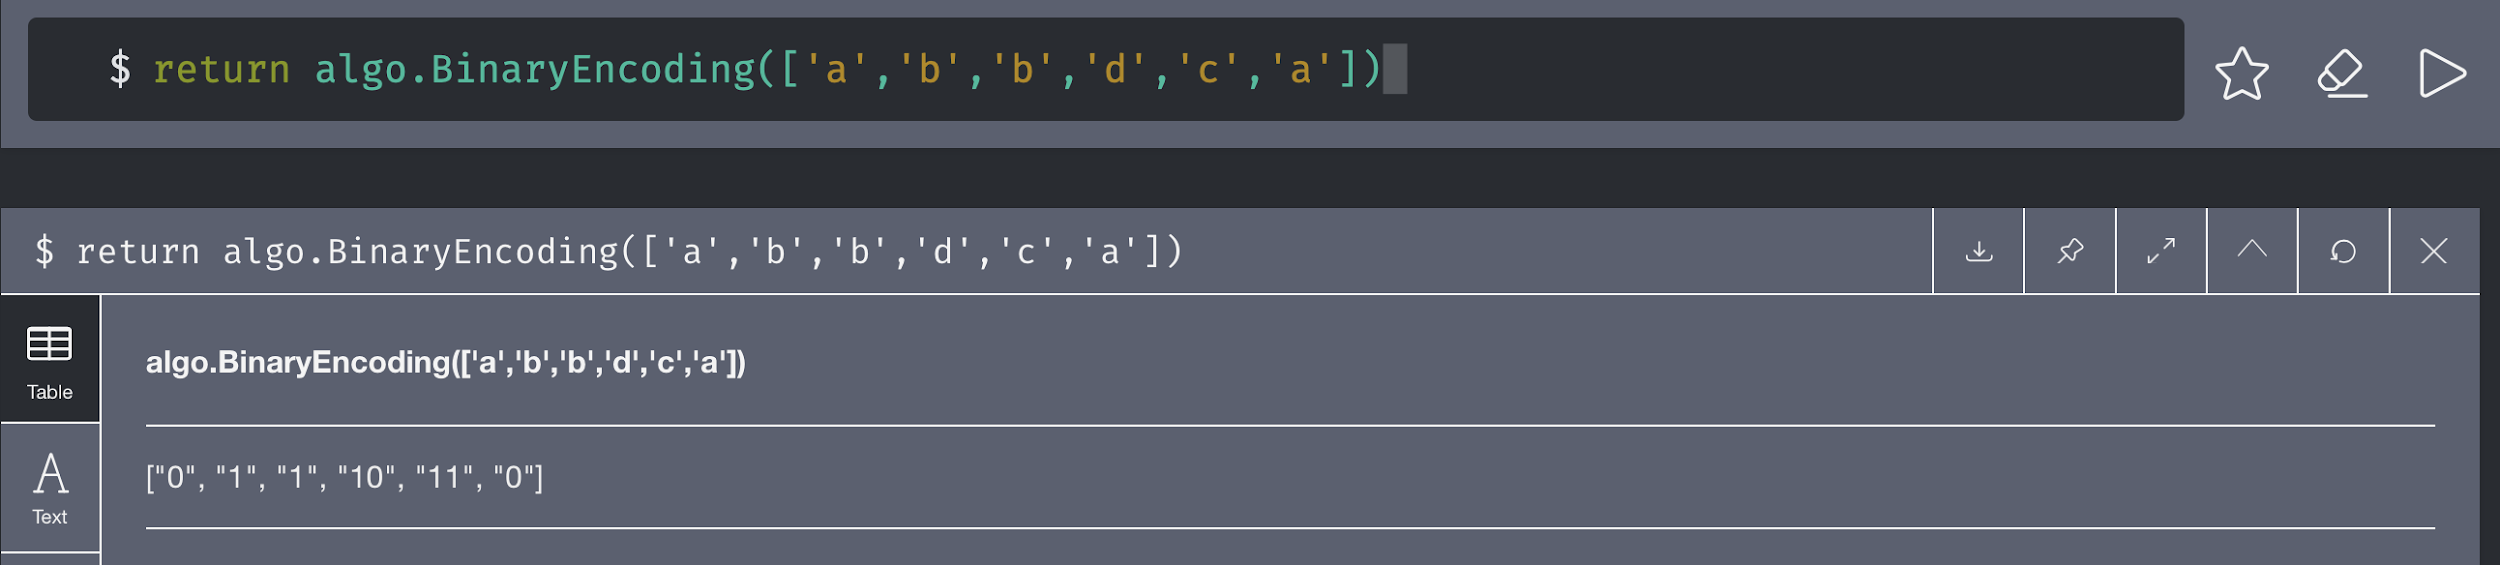 $ return algo.BinaryEncoding(['a','b','b','d','c','a'])
$ return algo.BinaryEncoding(['a','b','b','d','c','a'])
Table
algo.BinaryEncoding(['a','b','b','d','c','a'])
["0", "1", "1", "10", "11", "0"]
A
Text